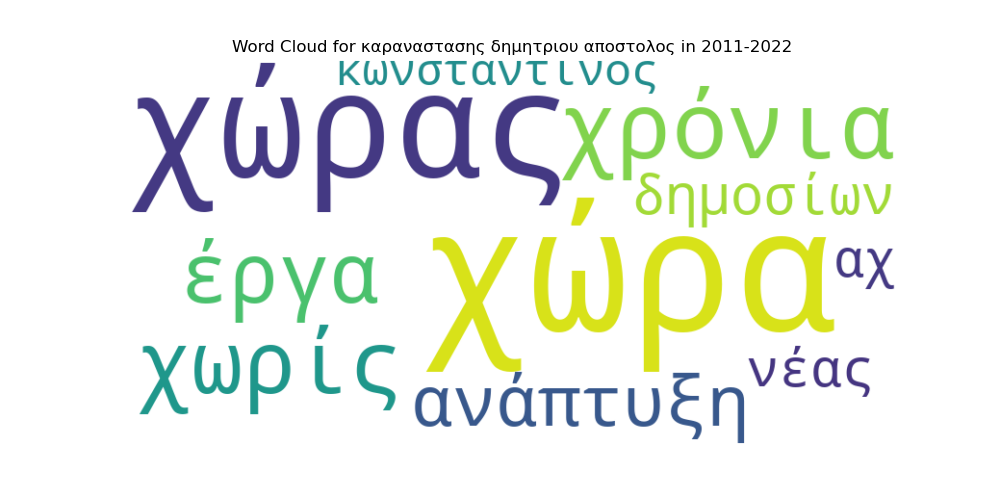 Word Cloud for καραναστασης δημητριου αποστολος in 2011-2022
κωνσταντινος
χώρας
χρόνια
δημοσίων
χώρα
έργα
αχ
χωρίς
νέας
ανάπτυξη